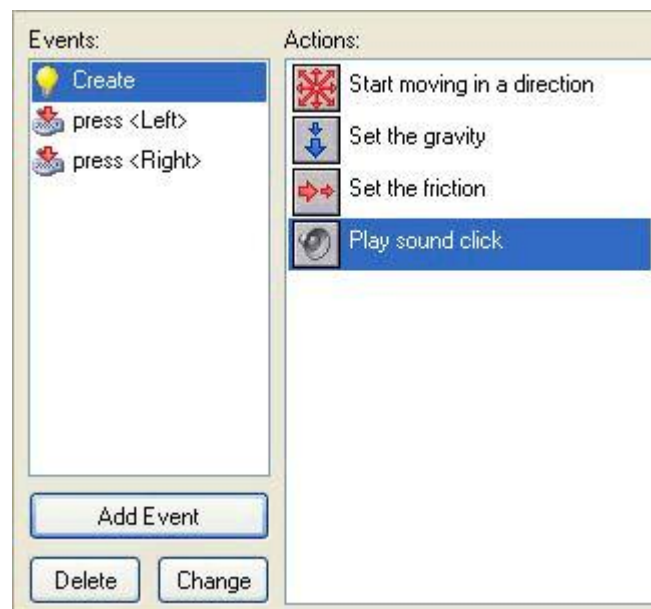 Events:
Create
press <Left>
press <Right>
Add Event
Delete
Change
Actions:
Start moving in a direction
Set the gravity
Set the friction
Play sound click